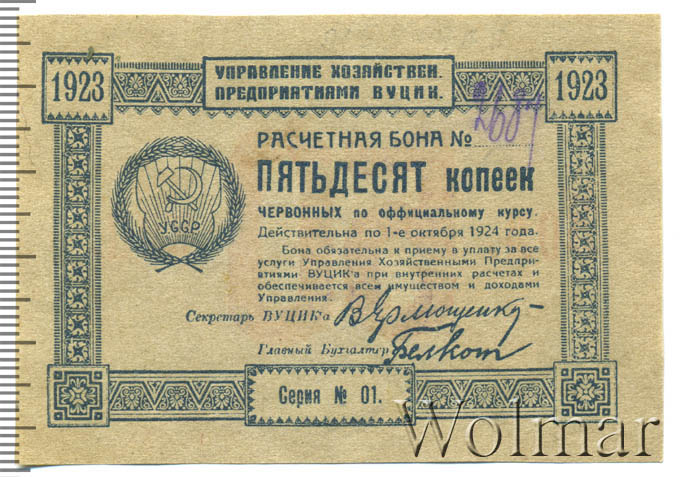 1923
УПРАВЛЕНИЕ ХОЗЯЙСТВЕН.
ПРЕДПРИЯТИЯМИ ВУЦИК.
1923
РАСЧЕТНАЯ БОНА №
ПЯТЬДЕСЯТ копеек
ЧЕРВОННЫХ по оффициальному курсу.
Действительна по 1-е октября 1924 года.
Бона обязательна к приему в уплату за все
услуги Управления Хозяйственными Предпри-
ятиями ВУЦИК'а при внутренних расчетах и
обеспечивается всем имуществом и доходами
Управления.
УССР
Секретарь ВУЦИК'а
Главный Бухгалтер
Серия № 01.
Wolmar